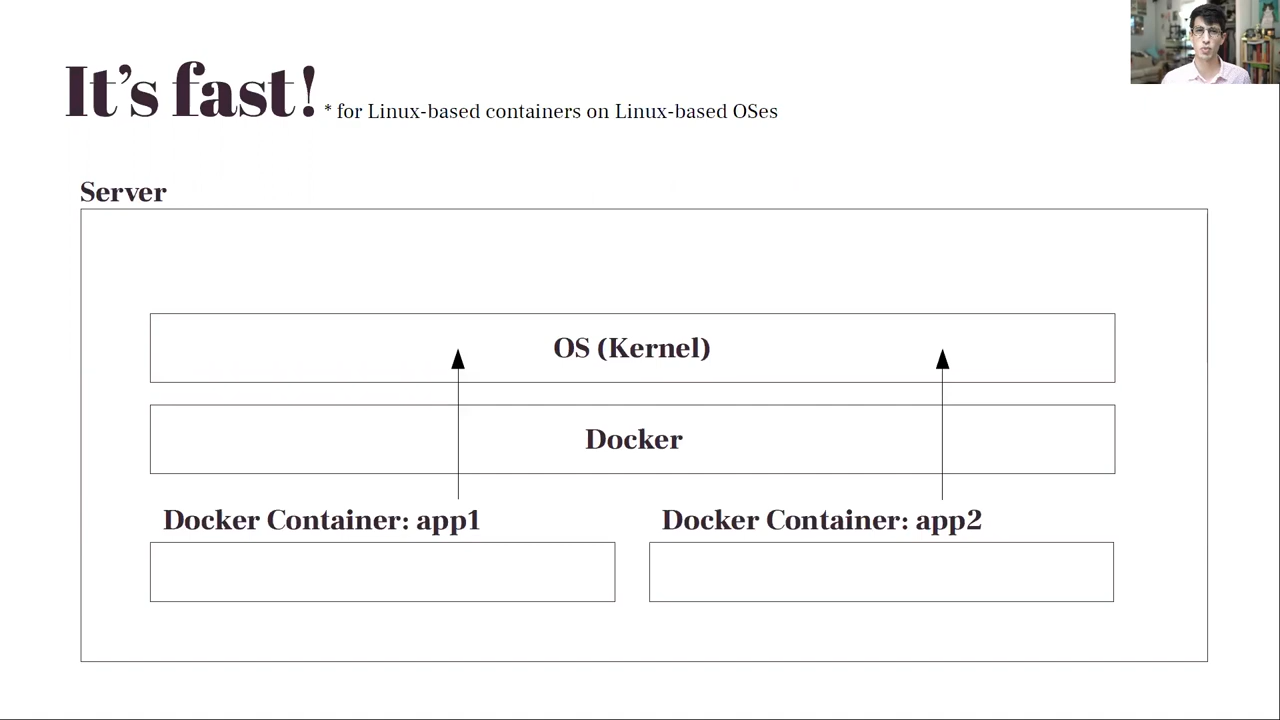 It's fast! * for Linux-based containers on Linux-based OSes
Server
OS (Kernel)
Docker
Docker Container: app1
Docker Container: app2